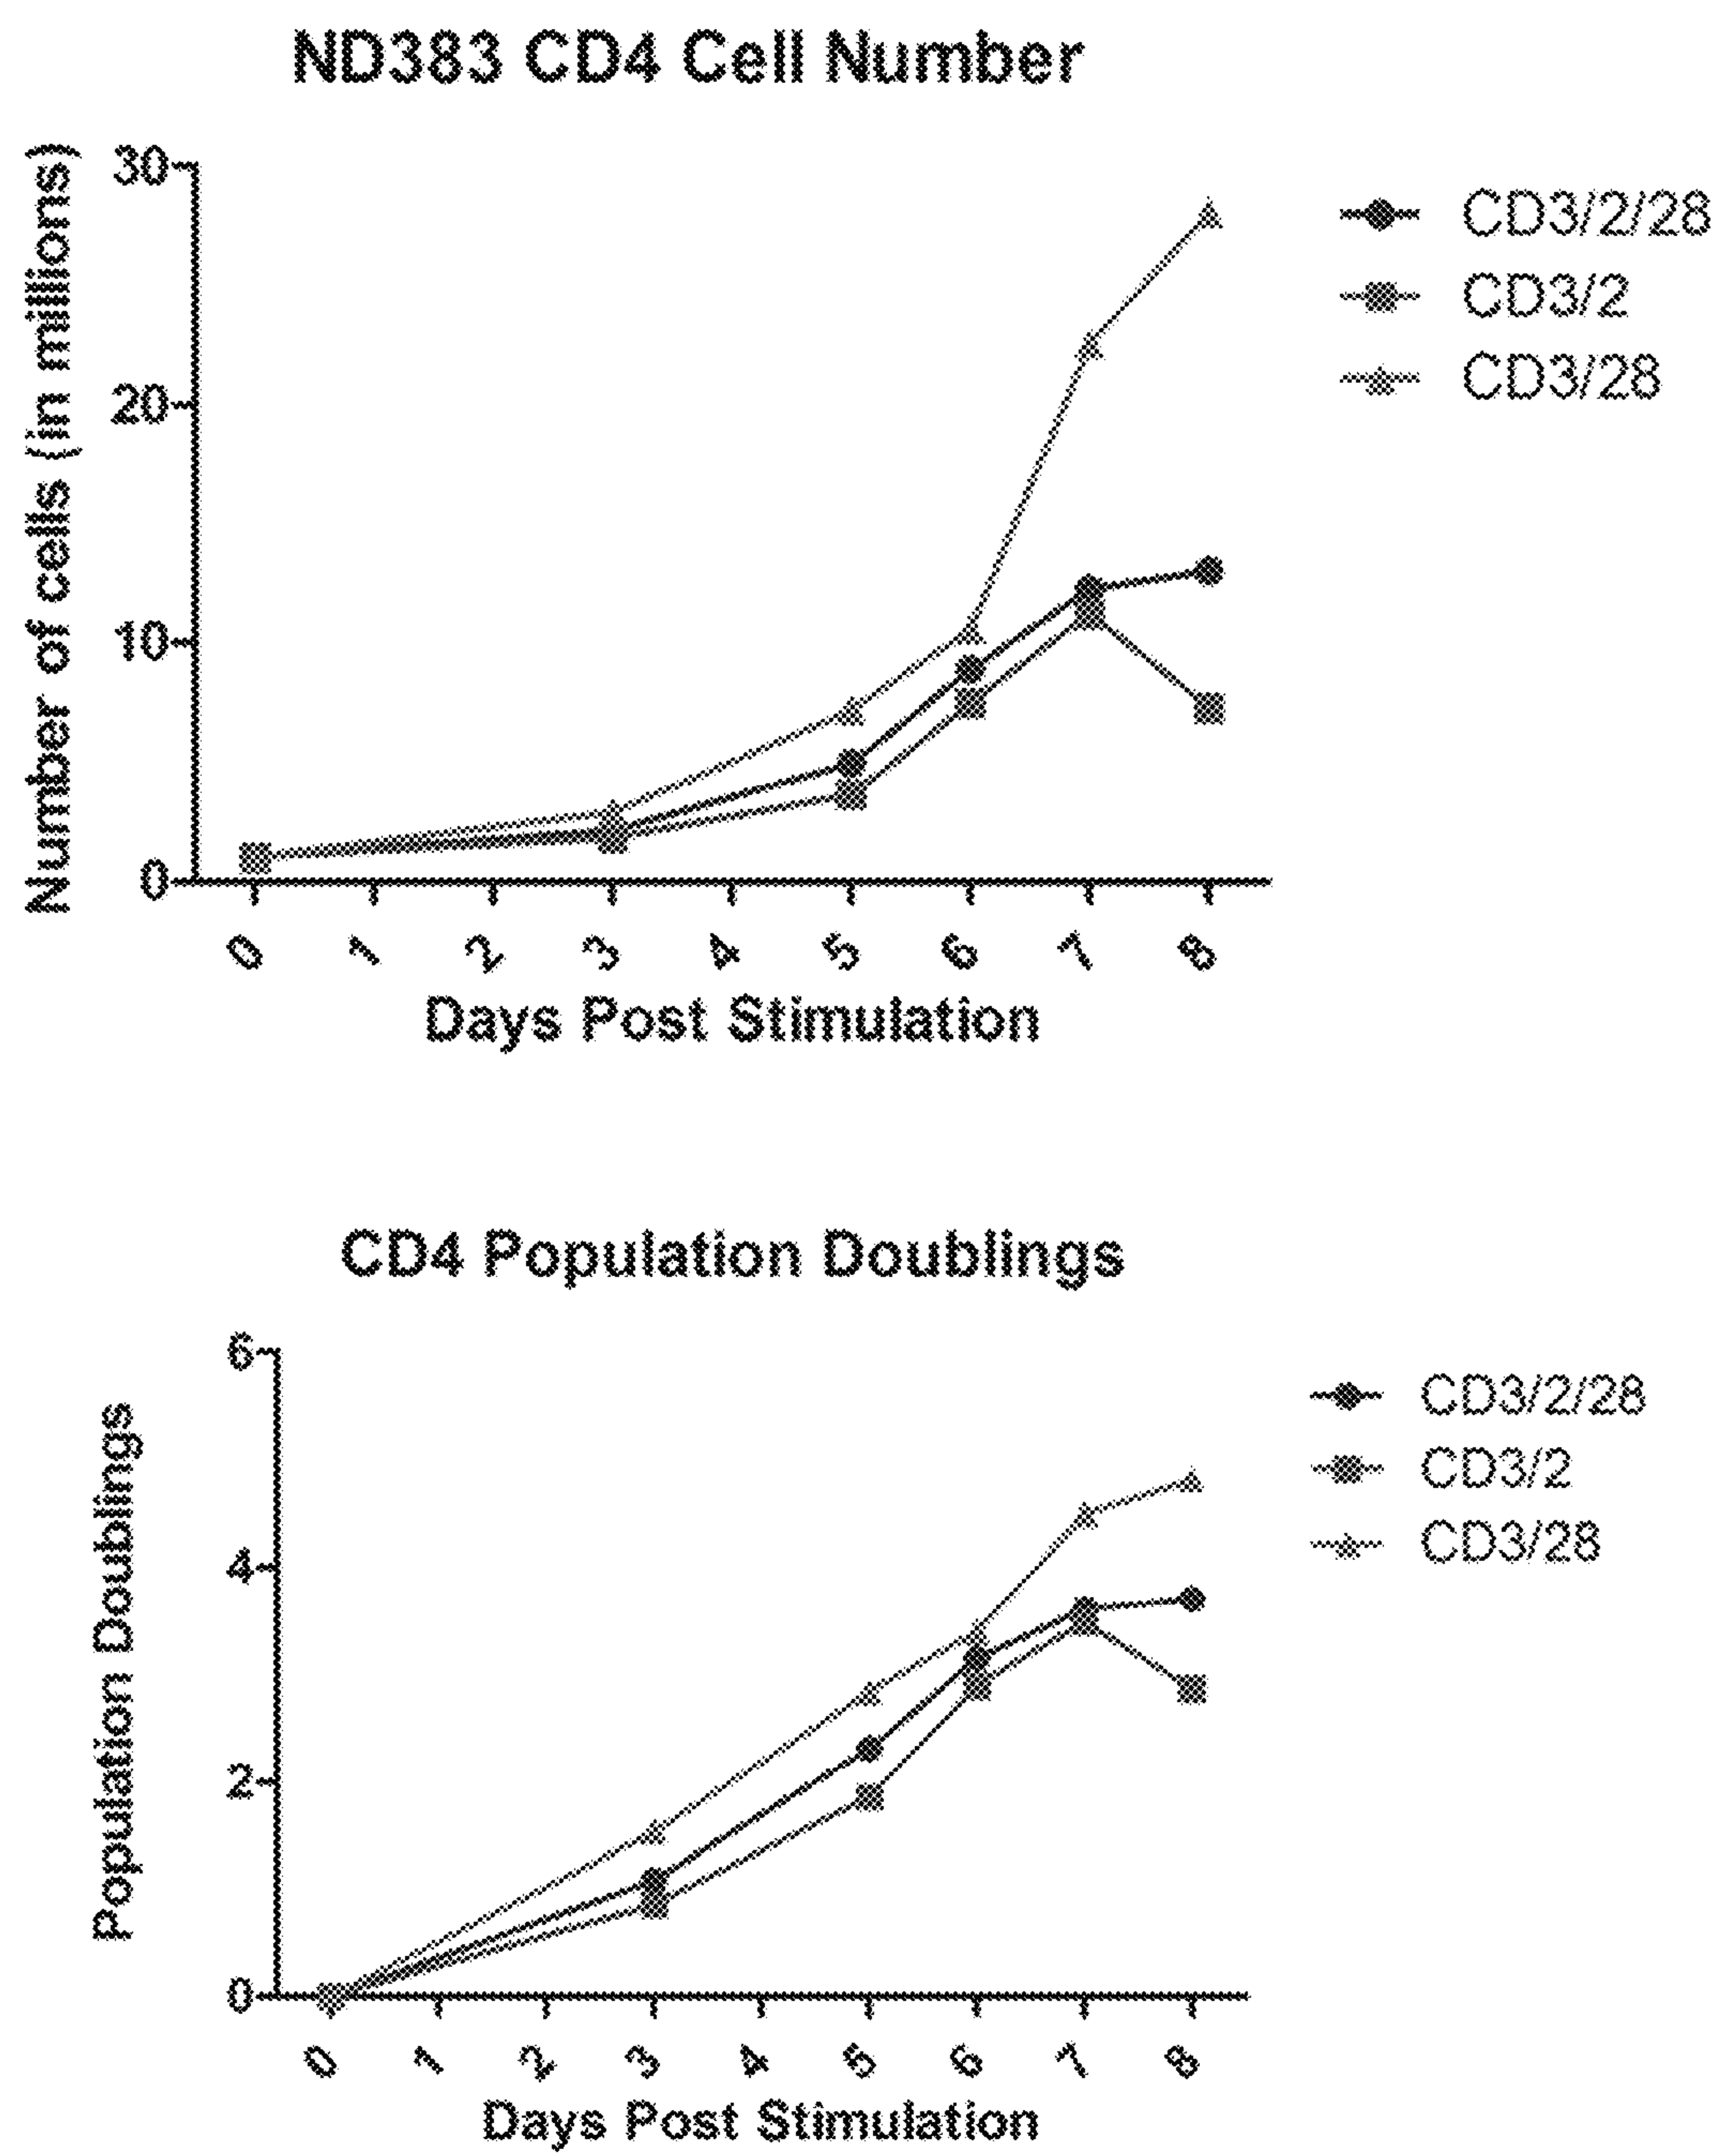 ND383 CD4 Cell Number
Number of cells (in millions)
30
20
10
0
CD3/2/28
CD3/2
CD3/28
0 1 2 3 4 5 6 7 8
Days Post Stimulation
CD4 Population Doublings
Population Doublings
6
4
2
0
CD3/2/28
CD3/2
CD3/28
0 1 2 3 4 5 6 7 8
Days Post Stimulation